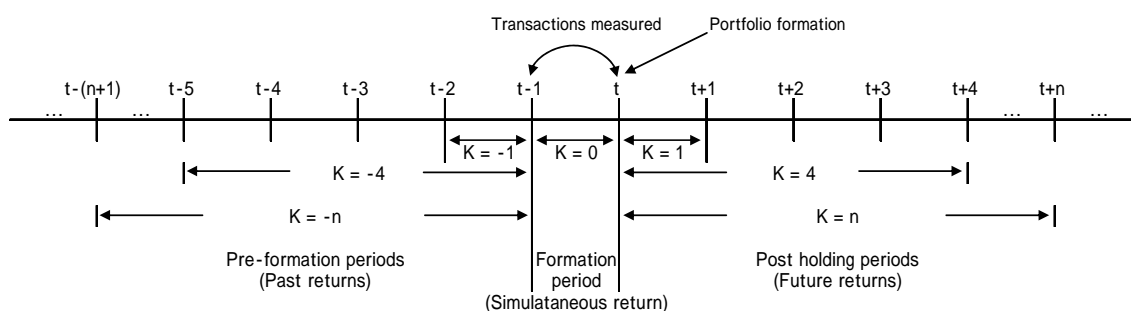 Transactions measured
Portfolio formation
t-(n+1) t-5 t-4 t-3 t-2 t-1 t t+1 t+2 t+3 t+4 t+n
... ... ... ...
K = -1 K = 0 K = 1
K = -4 K = 4
K = -n K = n
Pre-formation periods
(Past returns)
Formation
period
(Simulataneous return)
Post holding periods
(Future returns)